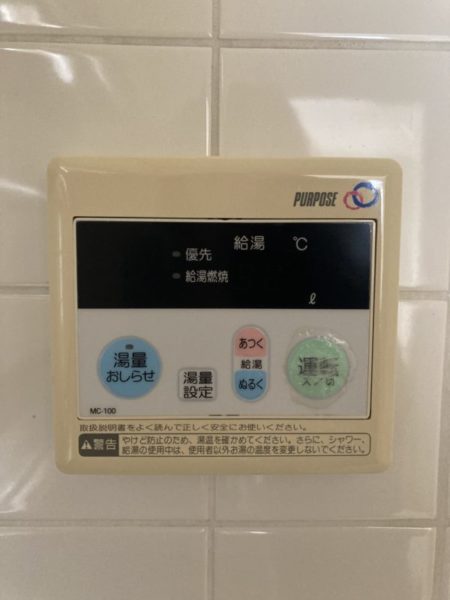 PURPOSE
給湯 ℃
優先
給湯燃焼
ℓ
湯量
おしらせ
湯量
設定
あつく
給湯
ぬるく
運転
入/切
MC-100
取扱説明書をよく読んで正しく安全にお使いください。
⚠警告 やけど防止のため、湯温を確かめてください。さらに、シャワー、
給湯の使用中は、使用者以外お湯の温度を変更しないでください。